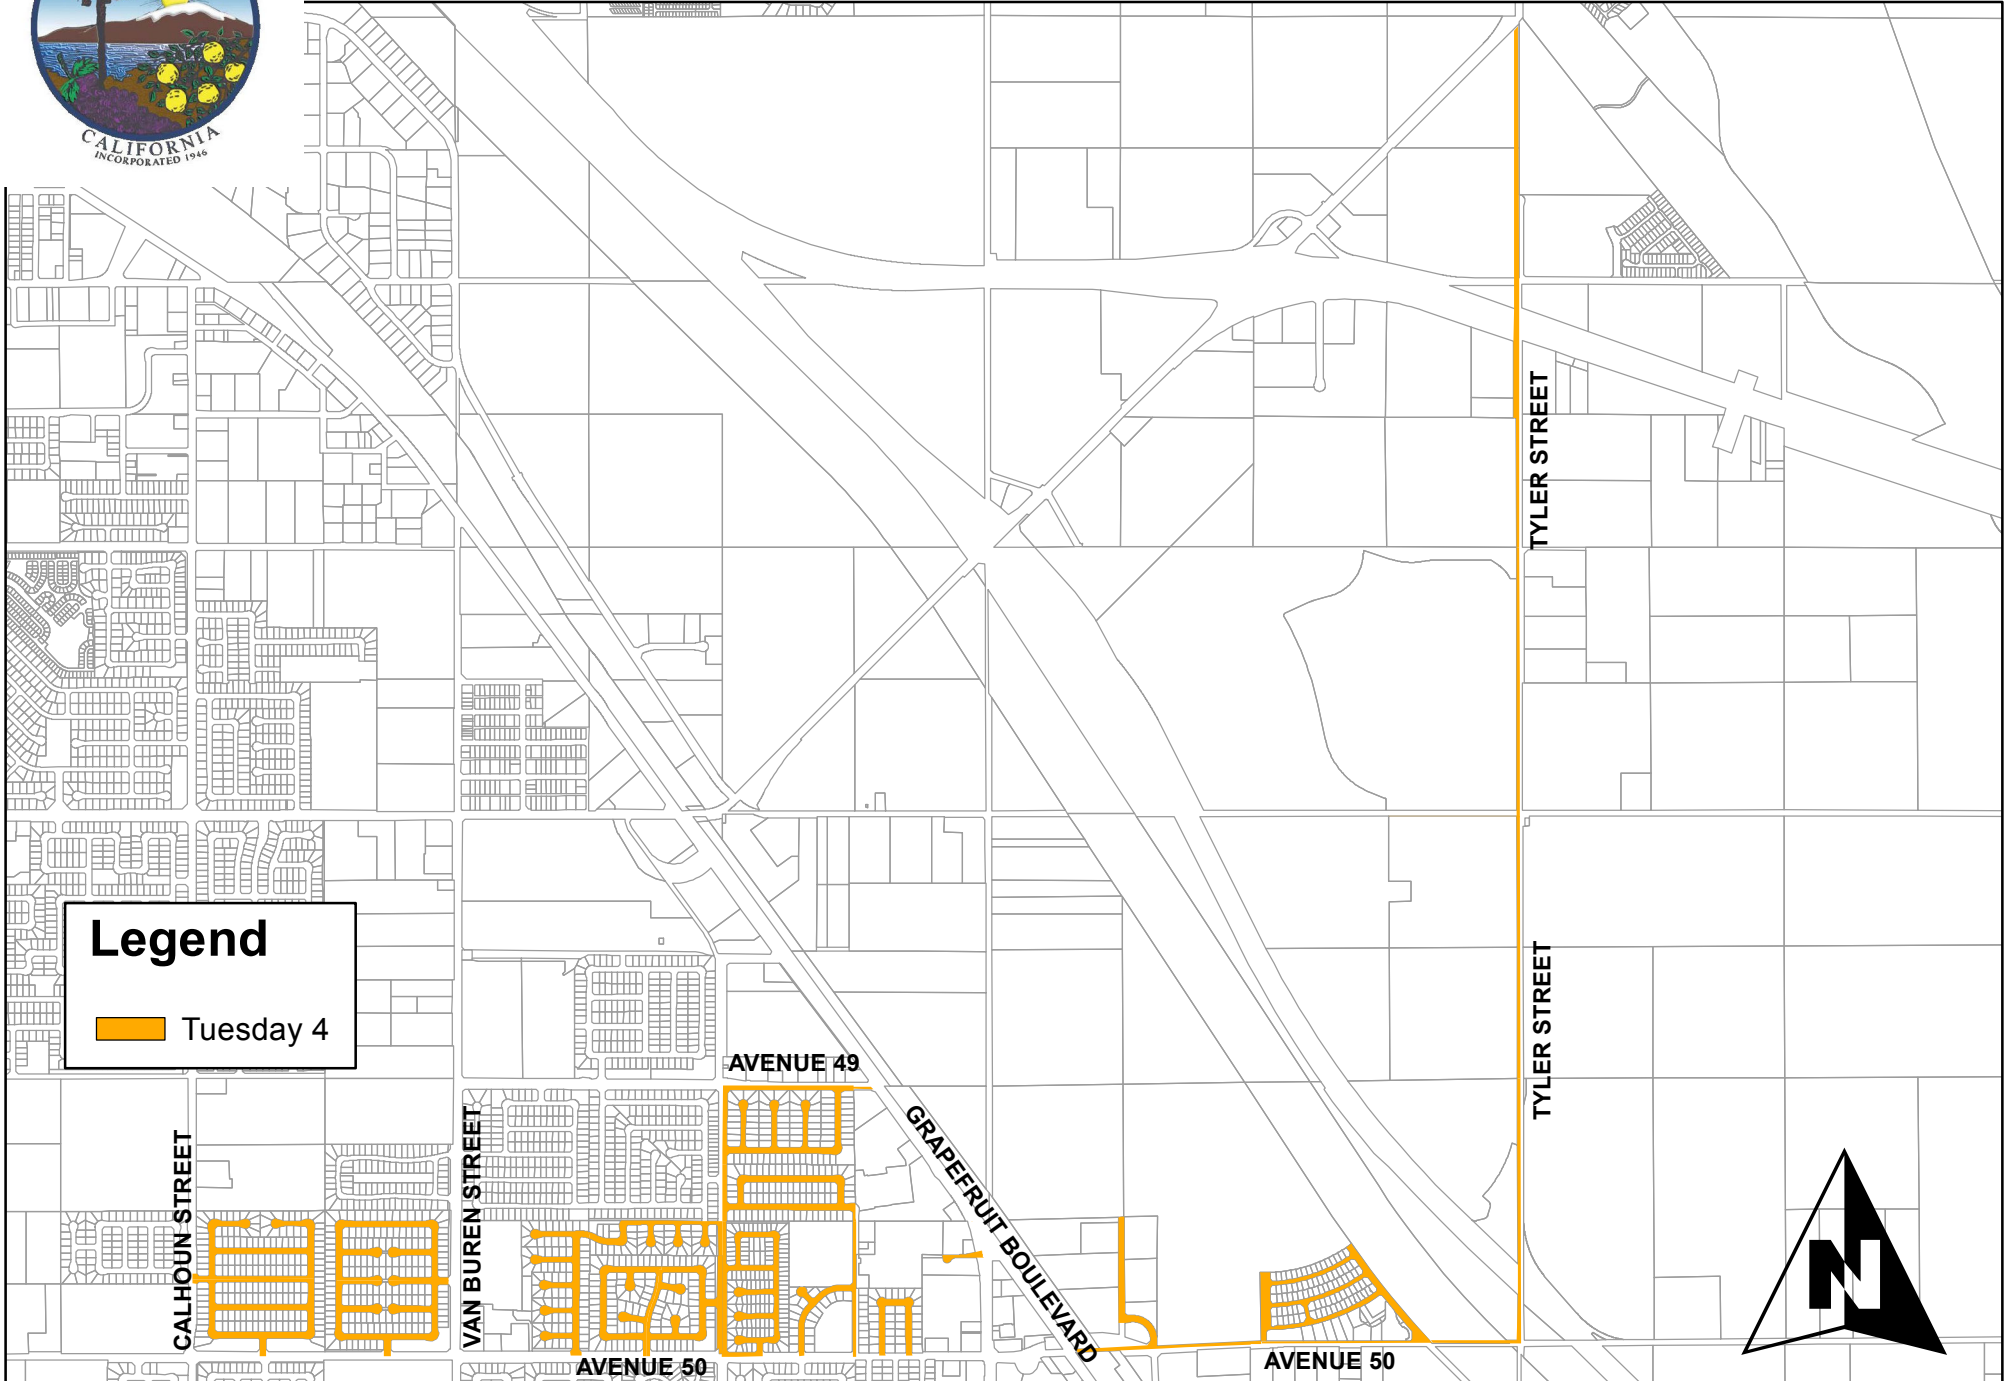 CALIFORNIA
INCORPORATED 1946
TYLER STREET
Legend
Tuesday 4
TYLER STREET
AVENUE 49
GRAPEFRUIT BOULEVARD
CALHOUN STREET
VAN BUREN STREET
AVENUE 50
AVENUE 50
N